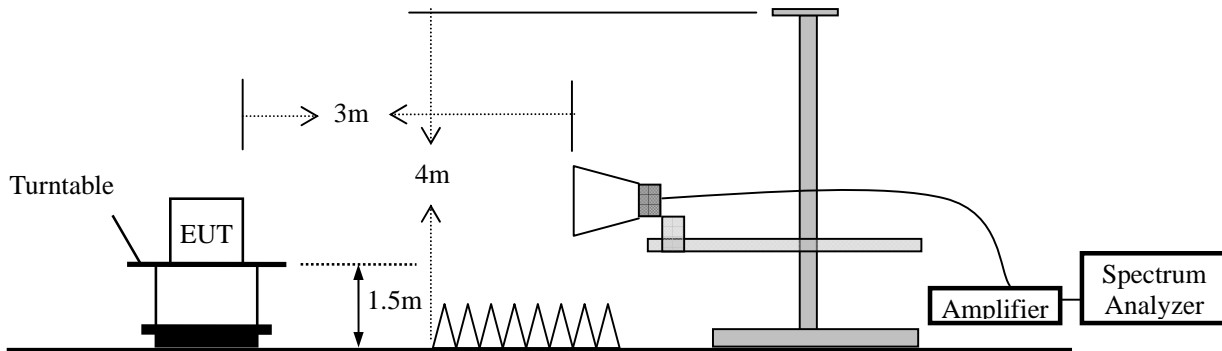 3m
4m
Turntable
EUT
1.5m
Amplifier
Spectrum
Analyzer